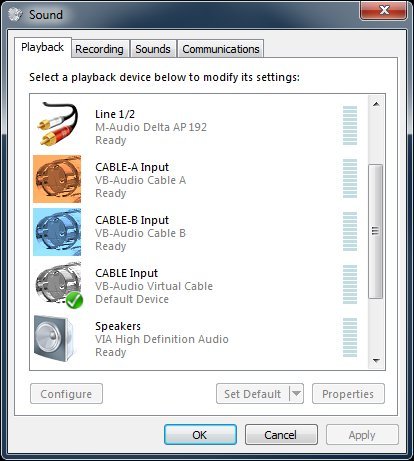 Sound
Playback
Recording
Sounds
Communications
Select a playback device below to modify its settings:
Line 1/2
M-Audio Delta AP 192
Ready
CABLE-A Input
VB-Audio Cable A
Ready
CABLE-B Input
VB-Audio Cable B
Ready
CABLE Input
VB-Audio Virtual Cable
Default Device
Speakers
VIA High Definition Audio
Ready
Configure
Set Default
Properties
OK
Cancel
Apply